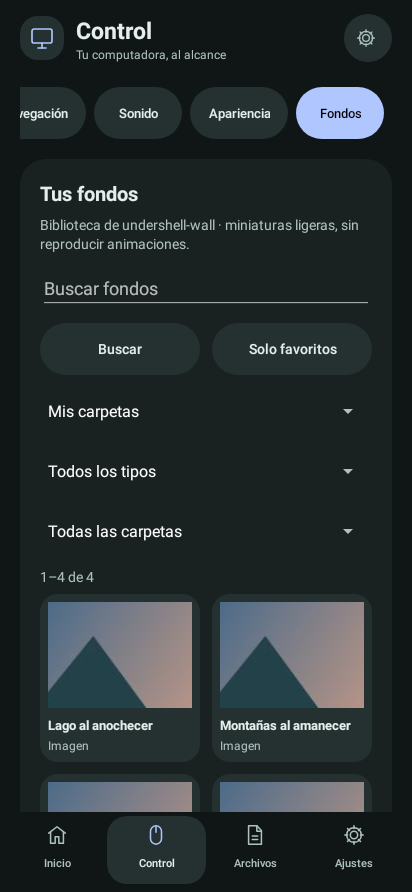 Control
Tu computadora, al alcance
vegación
Sonido
Apariencia
Fondos
Tus fondos
Biblioteca de undershell-wall · miniaturas ligeras, sin
reproducir animaciones.
Buscar fondos
Buscar
Solo favoritos
Mis carpetas
Todos los tipos
Todas las carpetas
1–4 de 4
Lago al anochecer
Imagen
Montañas al amanecer
Imagen
Inicio
Control
Archivos
Ajustes